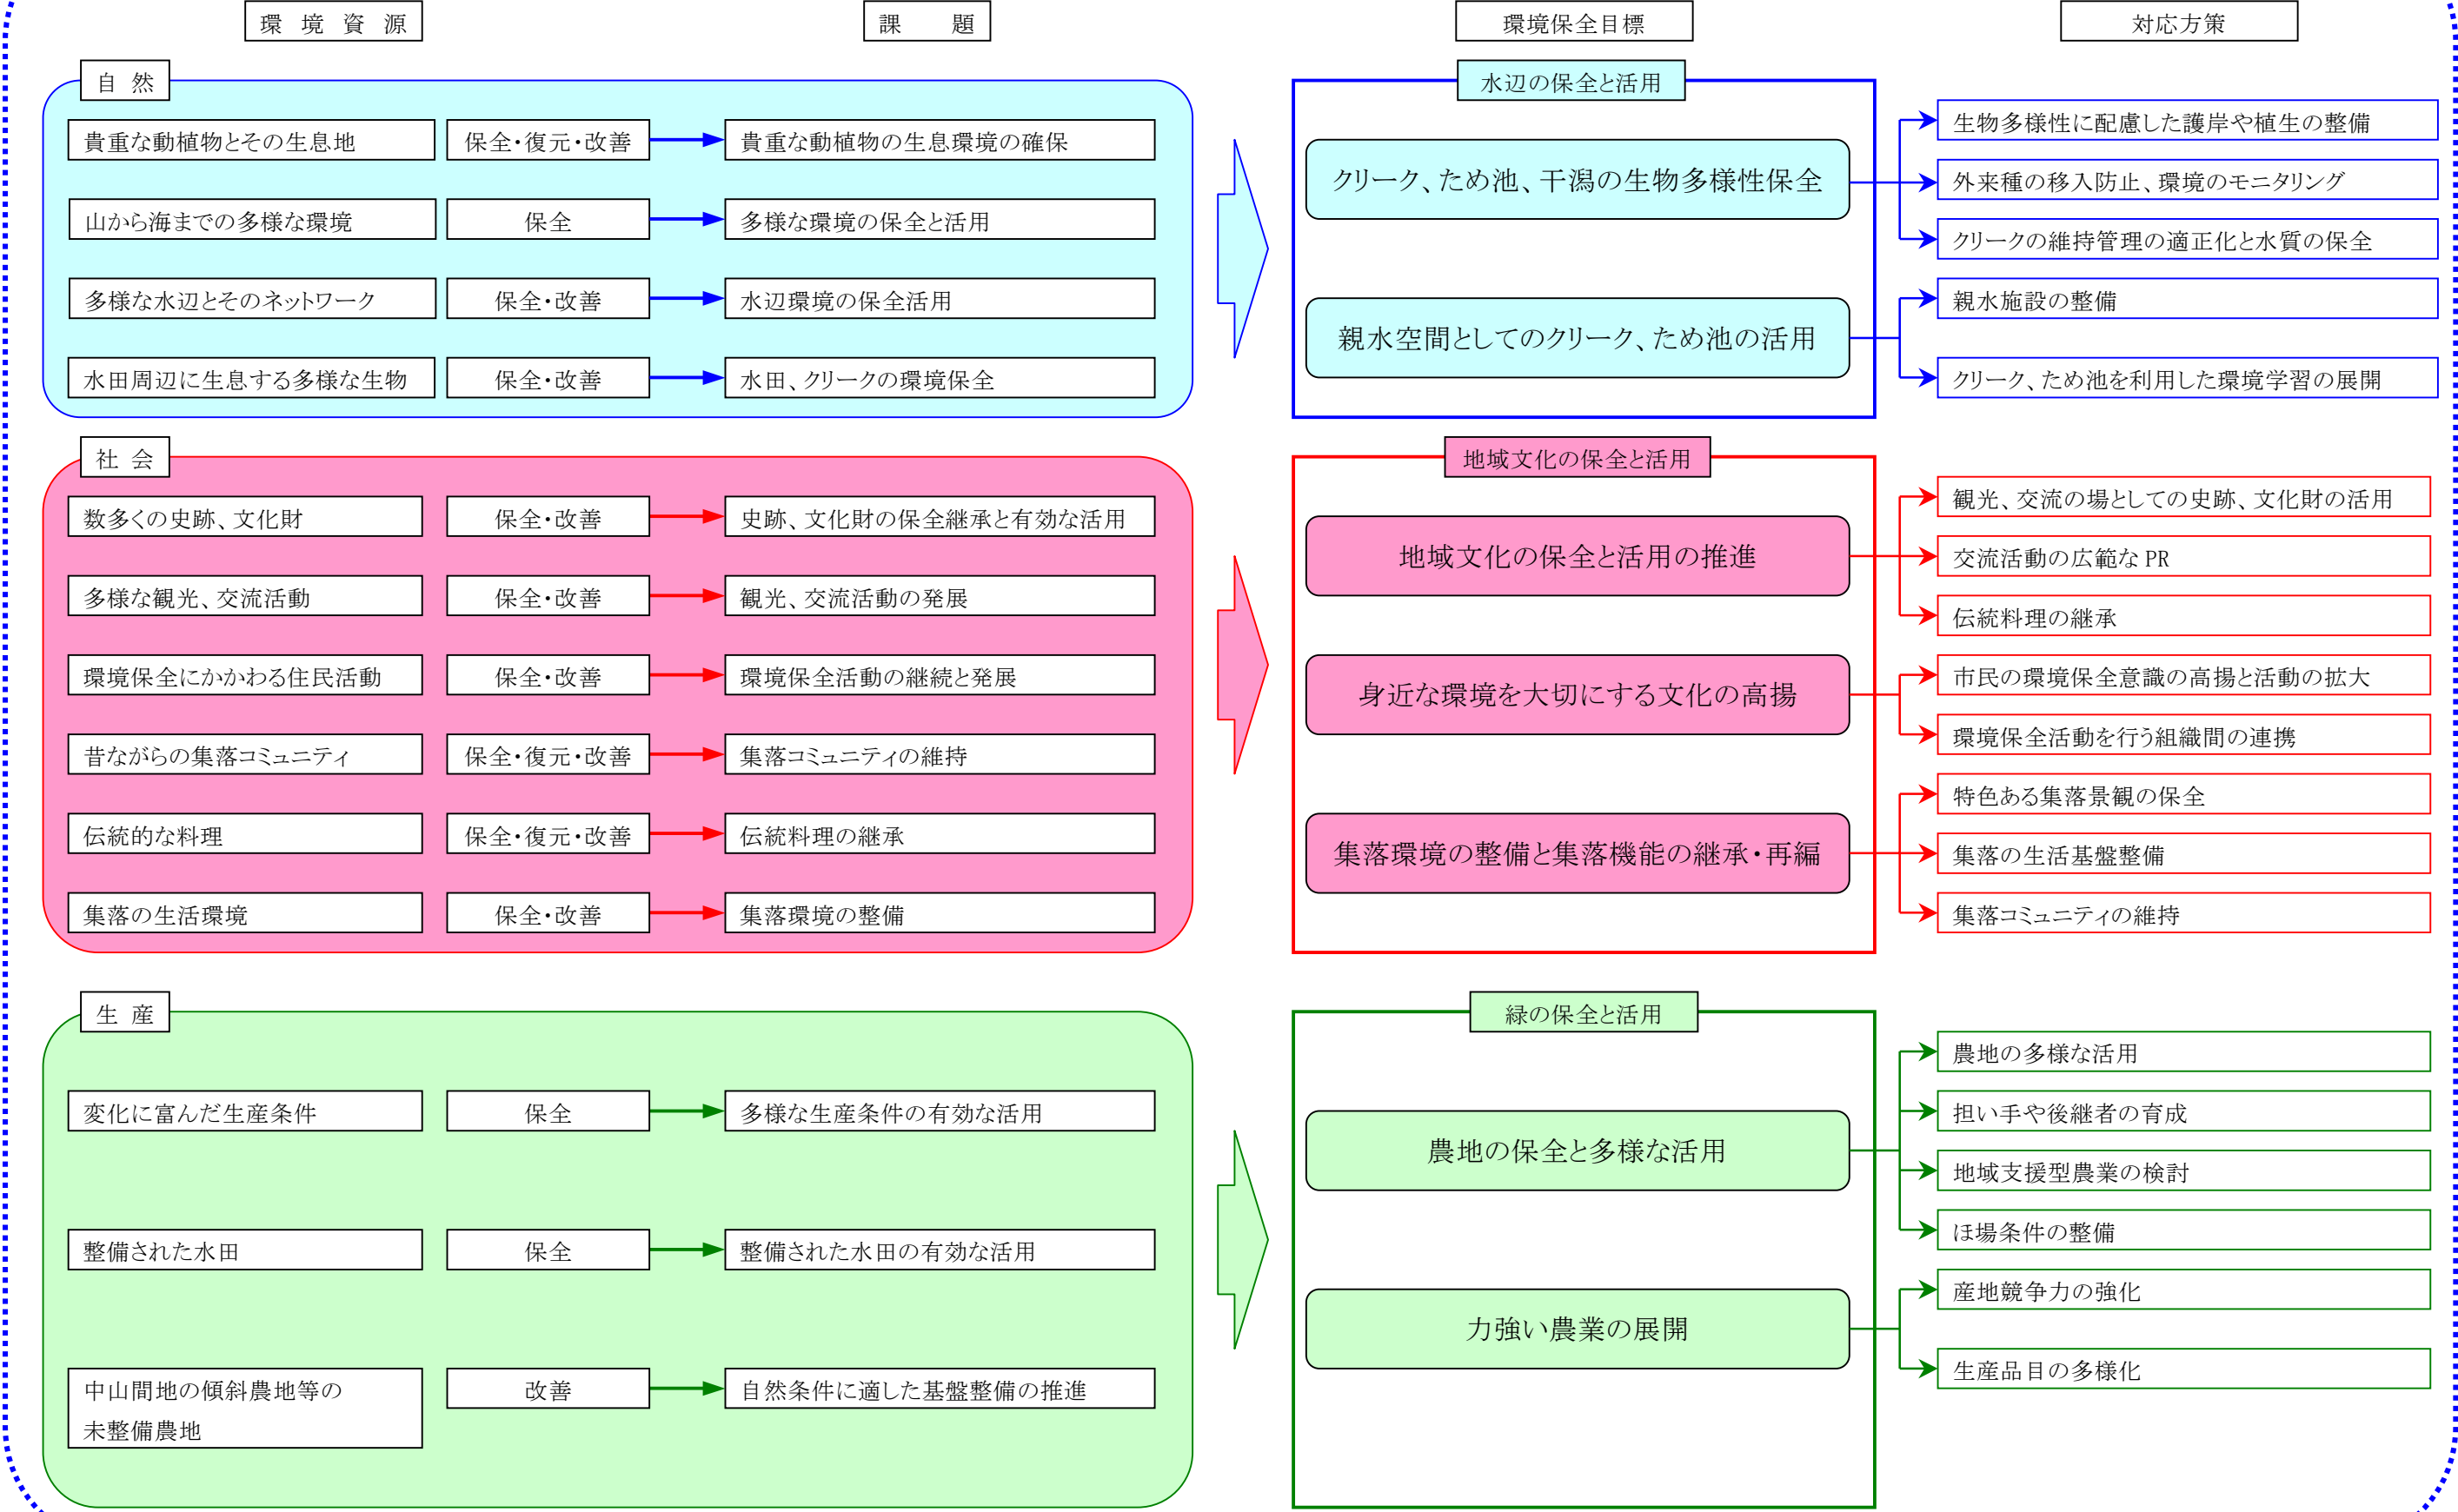 環 境 資 源
課 題
環境保全目標
対応方策
自 然
貴重な動植物とその生息地
保全・復元・改善
貴重な動植物の生息環境の確保
山から海までの多様な環境
保全
多様な環境の保全と活用
多様な水辺とそのネットワーク
保全・改善
水辺環境の保全活用
水田周辺に生息する多様な生物
保全・改善
水田、クリークの環境保全
水辺の保全と活用
クリーク、ため池、干潟の生物多様性保全
親水空間としてのクリーク、ため池の活用
生物多様性に配慮した護岸や植生の整備
外来種の移入防止、環境のモニタリング
クリークの維持管理の適正化と水質の保全
親水施設の整備
クリーク、ため池を利用した環境学習の展開
社 会
数多くの史跡、文化財
保全・改善
史跡、文化財の保全継承と有効な活用
多様な観光、交流活動
保全・改善
観光、交流活動の発展
環境保全にかかわる住民活動
保全・改善
環境保全活動の継続と発展
昔ながらの集落コミュニティ
保全・復元・改善
集落コミュニティの維持
伝統的な料理
保全・復元・改善
伝統料理の継承
集落の生活環境
保全・改善
集落環境の整備
地域文化の保全と活用
地域文化の保全と活用の推進
身近な環境を大切にする文化の高揚
集落環境の整備と集落機能の継承・再編
観光、交流の場としての史跡、文化財の活用
交流活動の広範な PR
伝統料理の継承
市民の環境保全意識の高揚と活動の拡大
環境保全活動を行う組織間の連携
特色ある集落景観の保全
集落の生活基盤整備
集落コミュニティの維持
生 産
変化に富んだ生産条件
保全
多様な生産条件の有効な活用
整備された水田
保全
整備された水田の有効な活用
中山間地の傾斜農地等の
未整備農地
改善
自然条件に適した基盤整備の推進
緑の保全と活用
農地の保全と多様な活用
力強い農業の展開
農地の多様な活用
担い手や後継者の育成
地域支援型農業の検討
ほ場条件の整備
産地競争力の強化
生産品目の多様化